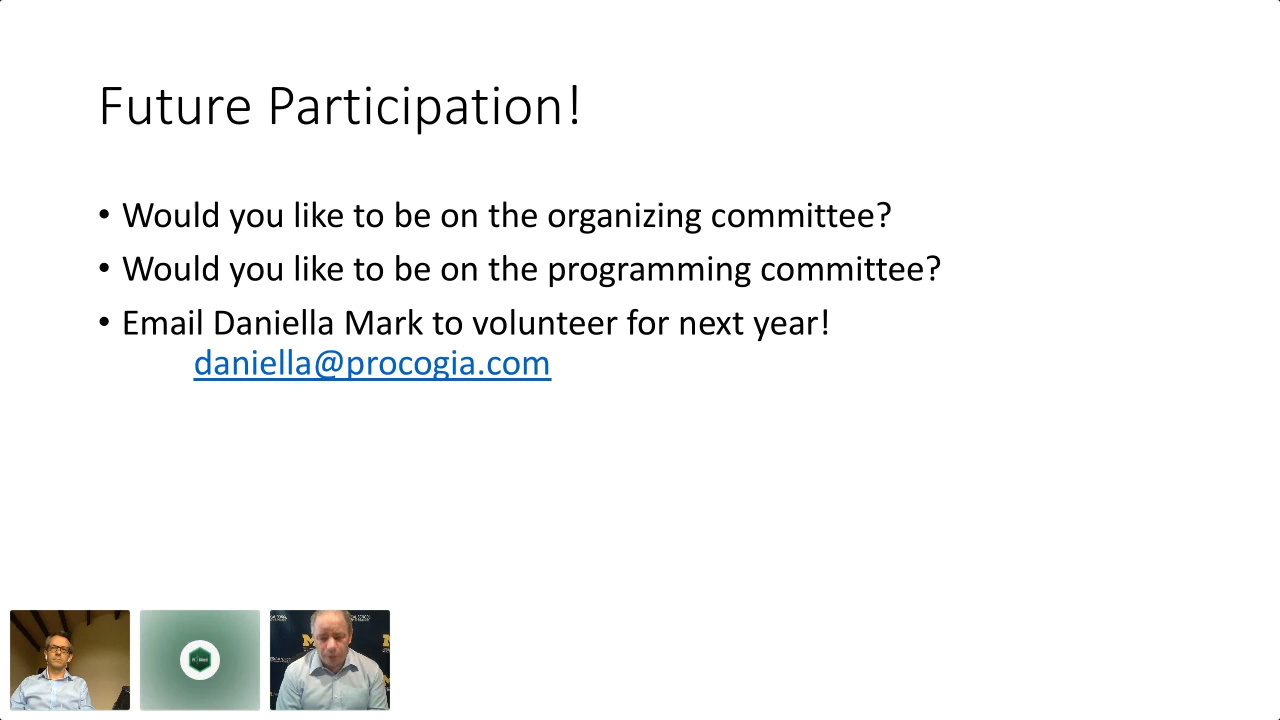 Future Participation!
• Would you like to be on the organizing committee?
• Would you like to be on the programming committee?
• Email Daniella Mark to volunteer for next year!
daniella@procogia.com